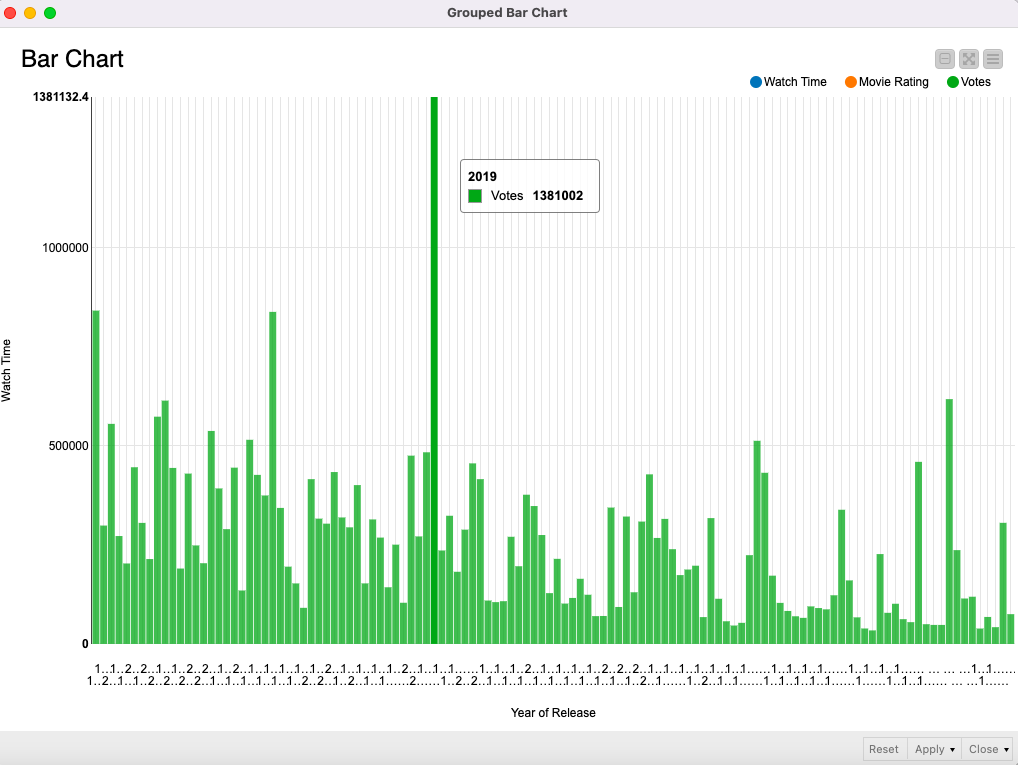 Grouped Bar Chart
Bar Chart
Watch Time
Movie Rating
Votes
1381132.4
2019
Votes 1381002
1000000
500000
0
Watch Time
Year of Release
Reset
Apply
Close